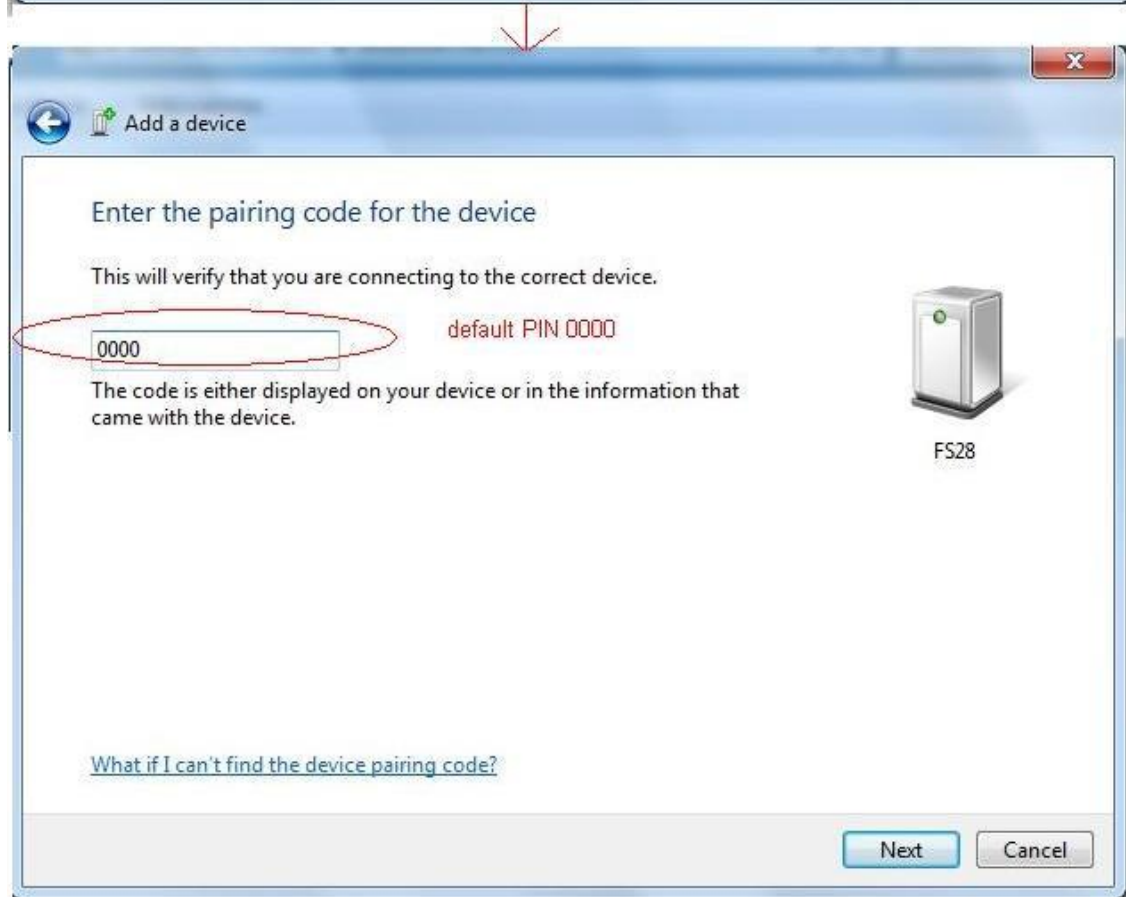 Add a device
Enter the pairing code for the device
This will verify that you are connecting to the correct device.
0000
default PIN 0000
The code is either displayed on your device or in the information that
came with the device.
FS28
What if I can't find the device pairing code?
Next
Cancel